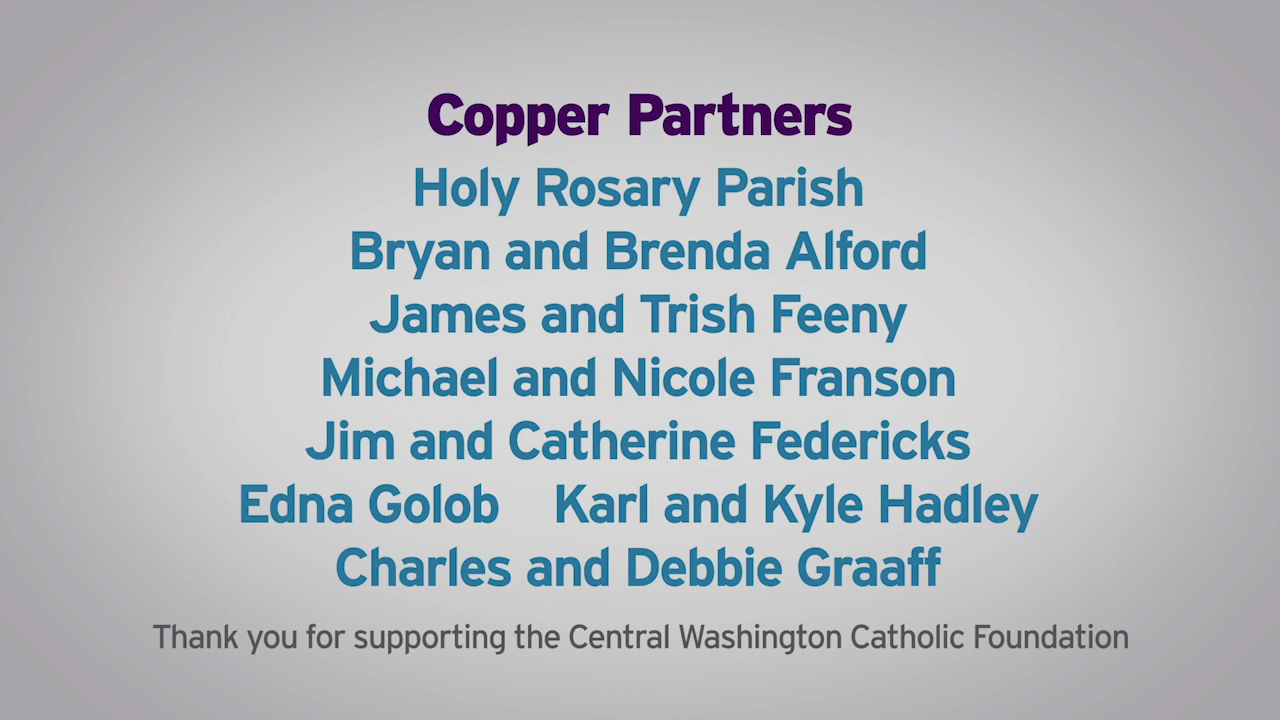 Copper Partners
Holy Rosary Parish
Bryan and Brenda Alford
James and Trish Feeny
Michael and Nicole Franson
Jim and Catherine Federicks
Edna Golob Karl and Kyle Hadley
Charles and Debbie Graaff
Thank you for supporting the Central Washington Catholic Foundation